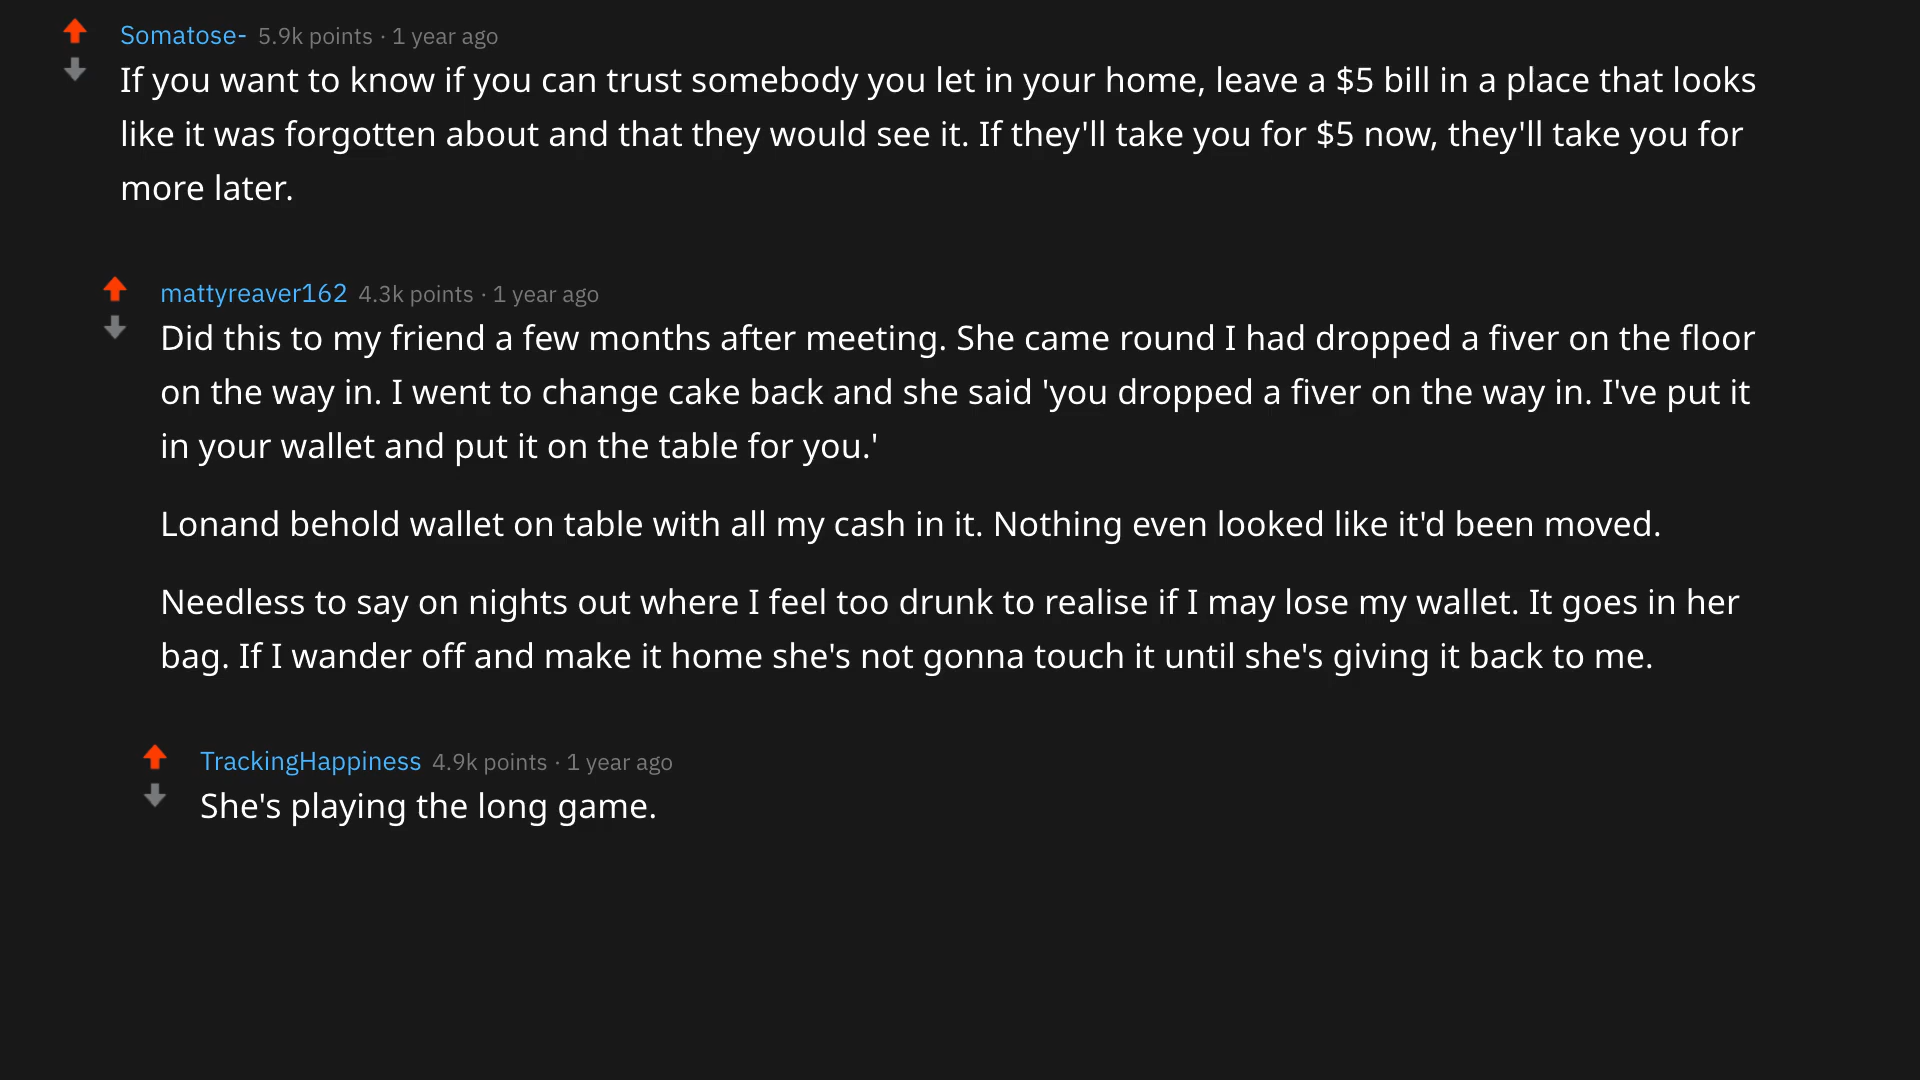 Somatose- 5.9k points · 1 year ago
If you want to know if you can trust somebody you let in your home, leave a $5 bill in a place that looks
like it was forgotten about and that they would see it. If they'll take you for $5 now, they'll take you for
more later.
mattyreaver162 4.3k points · 1 year ago
Did this to my friend a few months after meeting. She came round I had dropped a fiver on the floor
on the way in. I went to change cake back and she said 'you dropped a fiver on the way in. I've put it
in your wallet and put it on the table for you.'
Lonand behold wallet on table with all my cash in it. Nothing even looked like it'd been moved.
Needless to say on nights out where I feel too drunk to realise if I may lose my wallet. It goes in her
bag. If I wander off and make it home she's not gonna touch it until she's giving it back to me.
TrackingHappiness 4.9k points · 1 year ago
She's playing the long game.